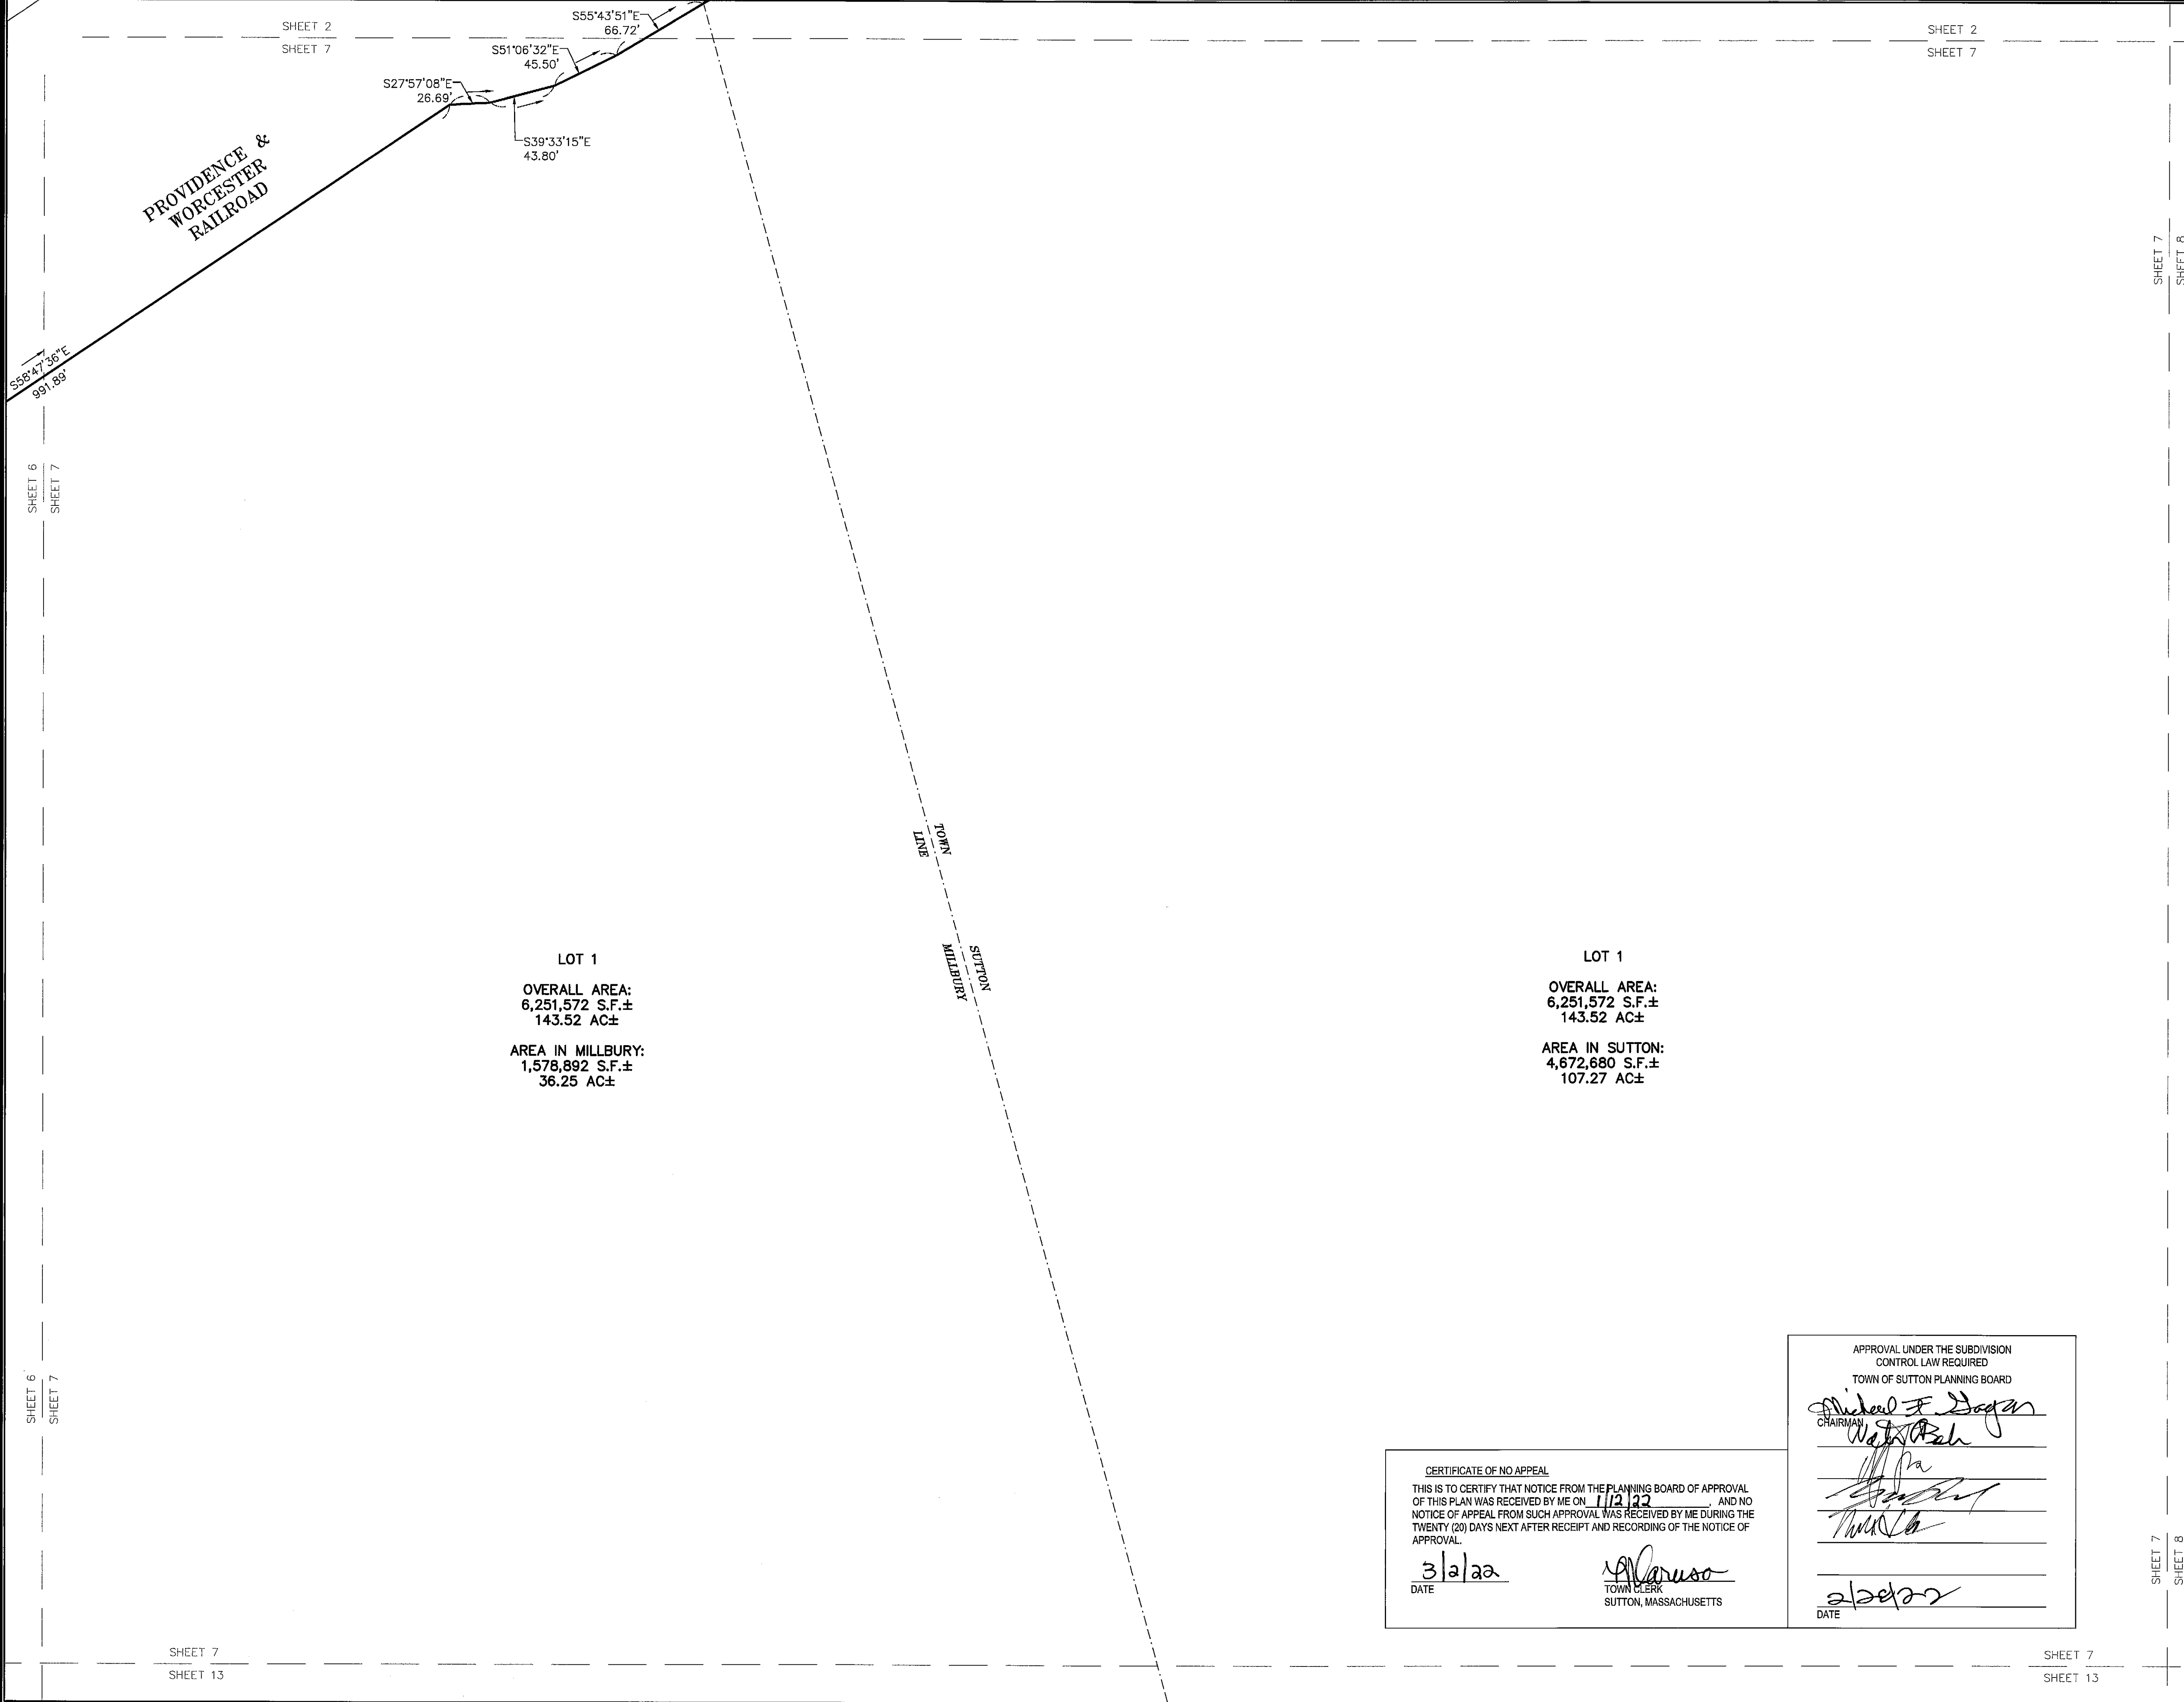 SHEET 2
SHEET 7
SHEET 2
SHEET 7
S55°43'51"E
66.72'
S51°06'32"E
45.50'
S27°57'08"E
26.69'
S39°33'15"E
43.80'
PROVIDENCE &
WORCESTER
RAILROAD
S58°47'36"E
991.89'
SHEET 7
SHEET 8
SHEET 6
SHEET 7
TOWN
LINE
SUTTON
MILLBURY
LOT 1
OVERALL AREA:
6,251,572 S.F.±
143.52 AC±
AREA IN MILLBURY:
1,578,892 S.F.±
36.25 AC±
LOT 1
OVERALL AREA:
6,251,572 S.F.±
143.52 AC±
AREA IN SUTTON:
4,672,680 S.F.±
107.27 AC±
SHEET 6
SHEET 7
APPROVAL UNDER THE SUBDIVISION
CONTROL LAW REQUIRED
TOWN OF SUTTON PLANNING BOARD
Michael F
CHAIRMAN
DATE
CERTIFICATE OF NO APPEAL
THIS IS TO CERTIFY THAT NOTICE FROM THE PLANNING BOARD OF APPROVAL
OF THIS PLAN WAS RECEIVED BY ME ON 1/12/22, AND NO
NOTICE OF APPEAL FROM SUCH APPROVAL WAS RECEIVED BY ME DURING THE
TWENTY (20) DAYS NEXT AFTER RECEIPT AND RECORDING OF THE NOTICE OF
APPROVAL.
3/2/22
DATE
Caruso
TOWN CLERK
SUTTON, MASSACHUSETTS
SHEET 7
SHEET 8
SHEET 7
SHEET 13
SHEET 7
SHEET 13